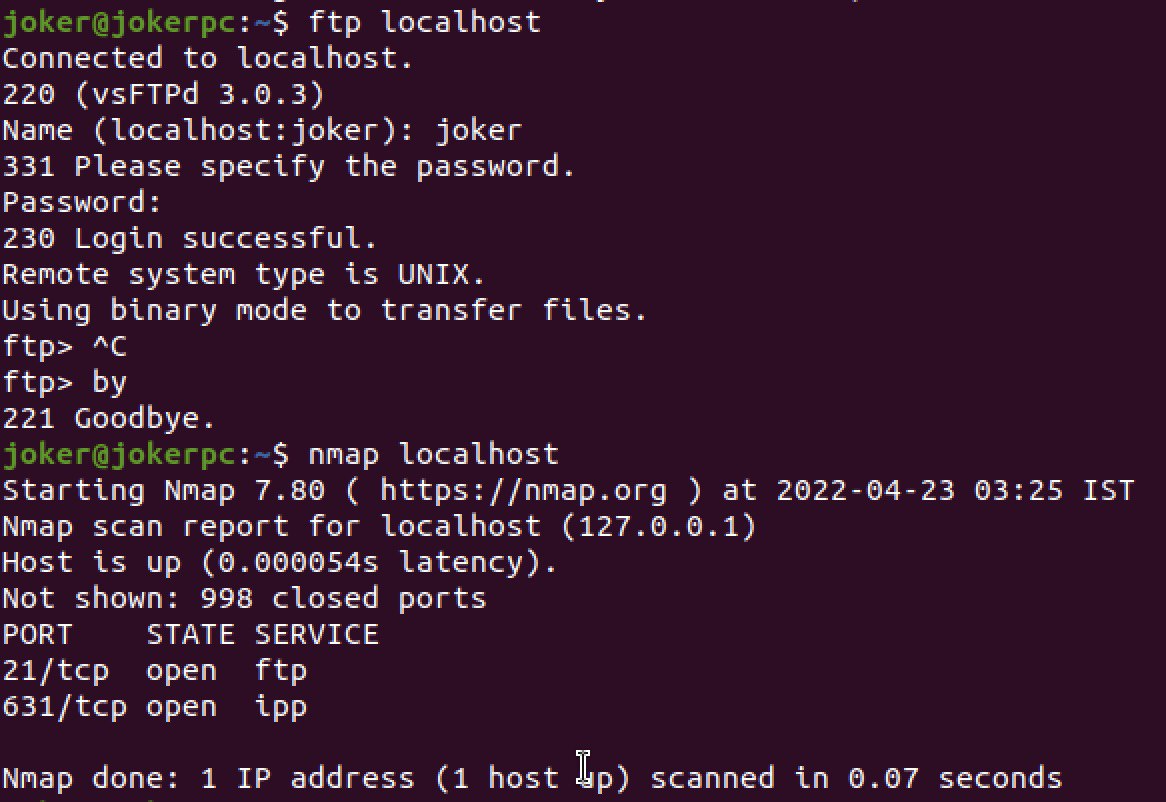 joker@jokerpc:~$ ftp localhost
Connected to localhost.
220 (vsFTPd 3.0.3)
Name (localhost:joker): joker
331 Please specify the password.
Password:
230 Login successful.
Remote system type is UNIX.
Using binary mode to transfer files.
ftp> ^C
ftp> by
221 Goodbye.
joker@jokerpc:~$ nmap localhost
Starting Nmap 7.80 ( https://nmap.org ) at 2022-04-23 03:25 IST
Nmap scan report for localhost (127.0.0.1)
Host is up (0.000054s latency).
Not shown: 998 closed ports
PORT    STATE SERVICE
21/tcp  open  ftp
631/tcp open  ipp

Nmap done: 1 IP address (1 host up) scanned in 0.07 seconds